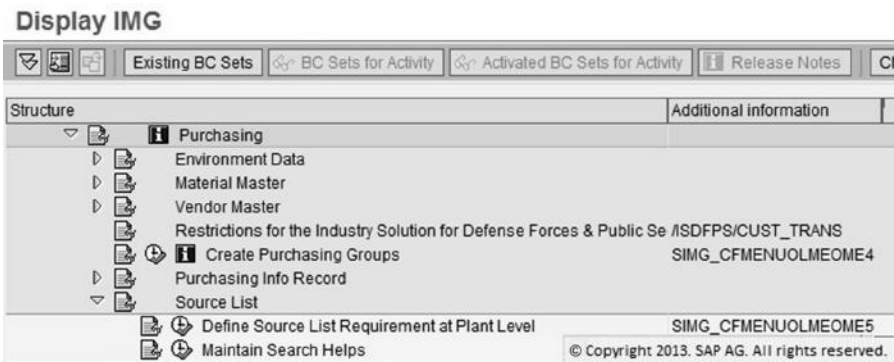 Display IMG
Existing BC Sets BC Sets for Activity Activated BC Sets for Activity Release Notes
Structure Additional information
Purchasing
Environment Data
Material Master
Vendor Master
Restrictions for the Industry Solution for Defense Forces & Public Se /ISDFPS/CUST_TRANS
Create Purchasing Groups SIMG_CFMENUOLMEOME4
Purchasing Info Record
Source List
Define Source List Requirement at Plant Level SIMG_CFMENUOLMEOME5
Maintain Search Helps © Copyright 2013. SAP AG. All rights reserved.